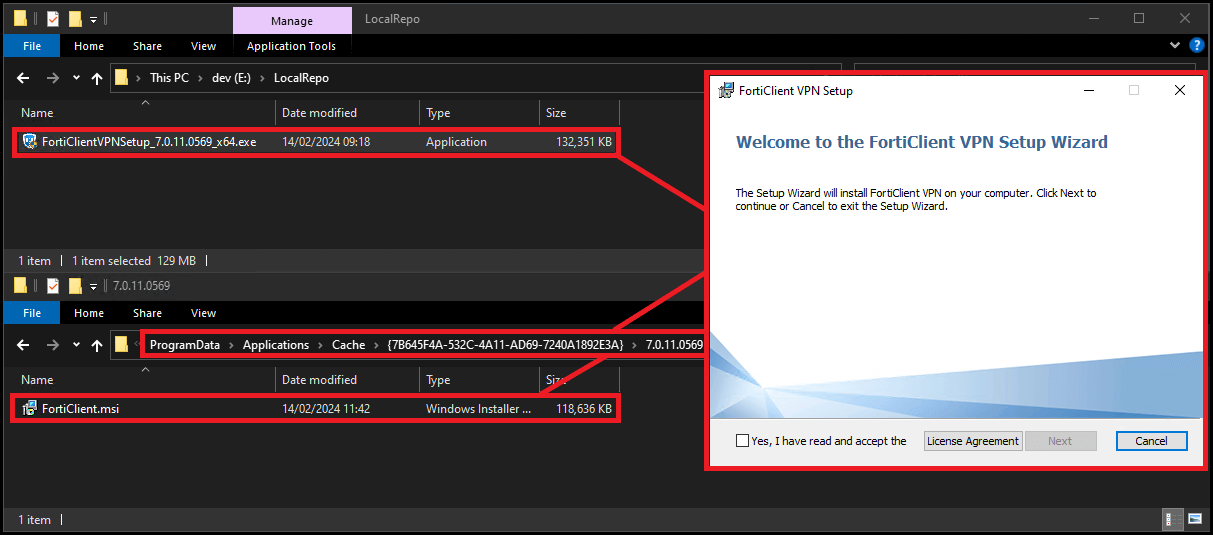 Manage
LocalRepo
File
Home
Share
View
Application Tools
This PC
dev (E:)
LocalRepo
Name
Date modified
Type
Size
FortiClientVPNSetup_7.0.11.0569_x64.exe
14/02/2024 09:18
Application
132,351 KB
1 item
1 item selected 129 MB
7.0.11.0569
File
Home
Share
View
ProgramData
Applications
Cache
{7B645F4A-532C-4A11-AD69-7240A1892E3A}
7.0.11.0569
Name
Date modified
Type
Size
FortiClient.msi
14/02/2024 11:42
Windows Installer ...
118,636 KB
1 item
FortiClient VPN Setup
Welcome to the FortiClient VPN Setup Wizard
The Setup Wizard will install FortiClient VPN on your computer. Click Next to
continue or Cancel to exit the Setup Wizard.
Yes, I have read and accept the
License Agreement
Next
Cancel